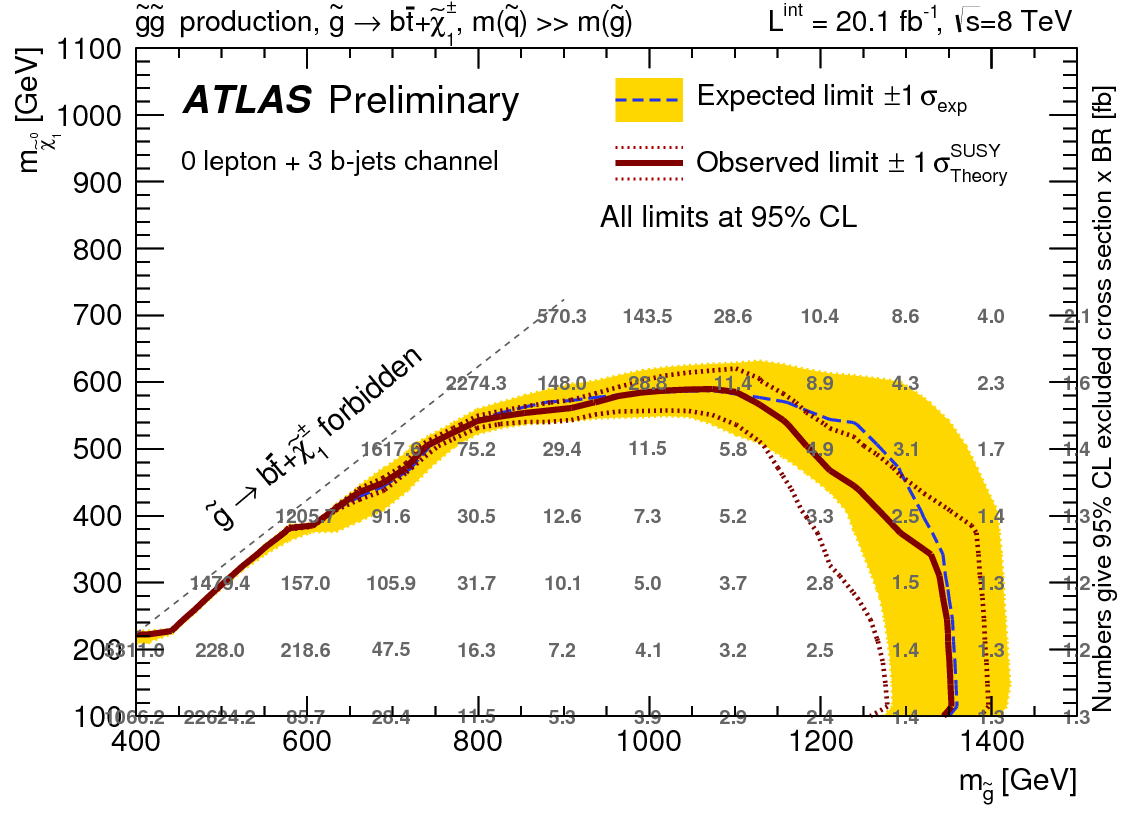 g̃g̃ production, g̃ → bt̄+χ̃₁±, m(q̃) >> m(g̃)
L^int = 20.1 fb⁻¹, √s=8 TeV
m_χ̃₁⁰ [GeV]
ATLAS Preliminary
0 lepton + 3 b-jets channel
Expected limit ±1 σ_exp
Observed limit ± 1 σ^SUSY_Theory
All limits at 95% CL
g̃ → bt̄+χ̃₁± forbidden
Numbers give 95% CL excluded cross section x BR [fb]
1100
1000
900
800
700 570.3 143.5 28.6 10.4 8.6 4.0 2.1
600 2274.3 148.0 28.8 11.4 8.9 4.3 2.3 1.6
500 75.2 29.4 11.5 5.8 4.9 3.1 1.7 1.4
400 1205.7 91.6 30.5 12.6 7.3 5.2 3.3 2.5 1.4 1.3
300 1479.4 157.0 105.9 31.7 10.1 5.0 3.7 2.8 1.5 1.3 1.2
200 228.0 218.6 47.5 16.3 7.2 4.1 3.2 2.5 1.4 1.3 1.2
100 1066.2 22624.2 85.7 28.4 11.5 5.3 3.9 2.9 2.4 1.4 1.3 1.3
400 600 800 1000 1200 1400
m_g̃ [GeV]